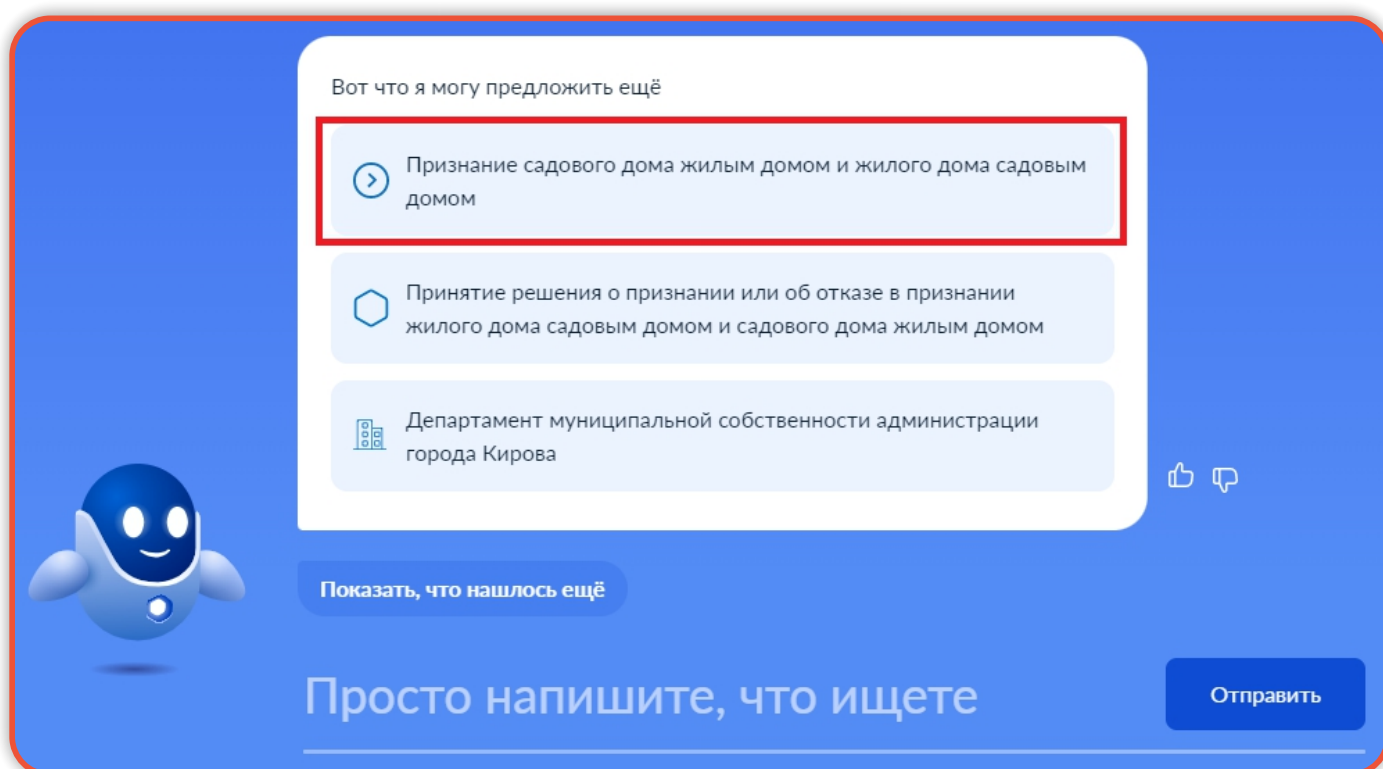 Вот что я могу предложить ещё
Признание садового дома жилым домом и жилого дома садовым
домом
Принятие решения о признании или об отказе в признании
жилого дома садовым домом и садового дома жилым домом
Департамент муниципальной собственности администрации
города Кирова
Показать, что нашлось ещё
Просто напишите, что ищете
Отправить